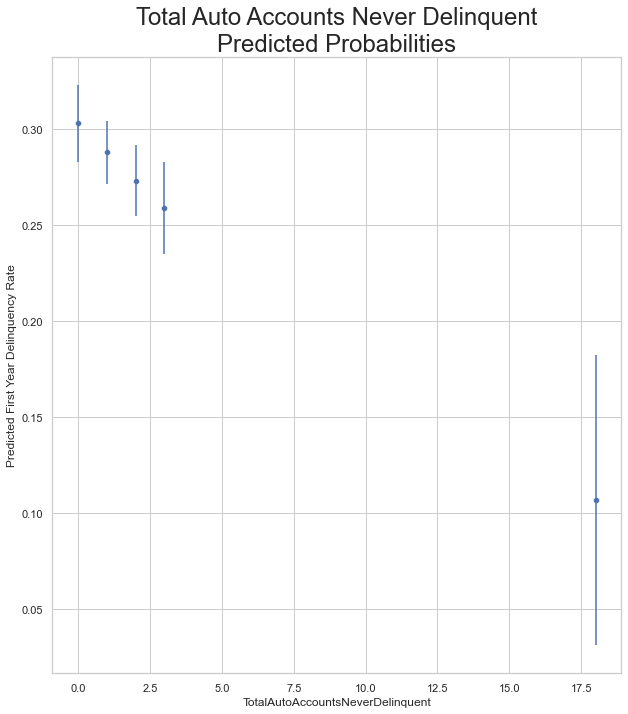 Total Auto Accounts Never Delinquent
Predicted Probabilities
Predicted First Year Delinquency Rate
0.30
0.25
0.20
0.15
0.10
0.05
0.0 2.5 5.0 7.5 10.0 12.5 15.0 17.5
TotalAutoAccountsNeverDelinquent